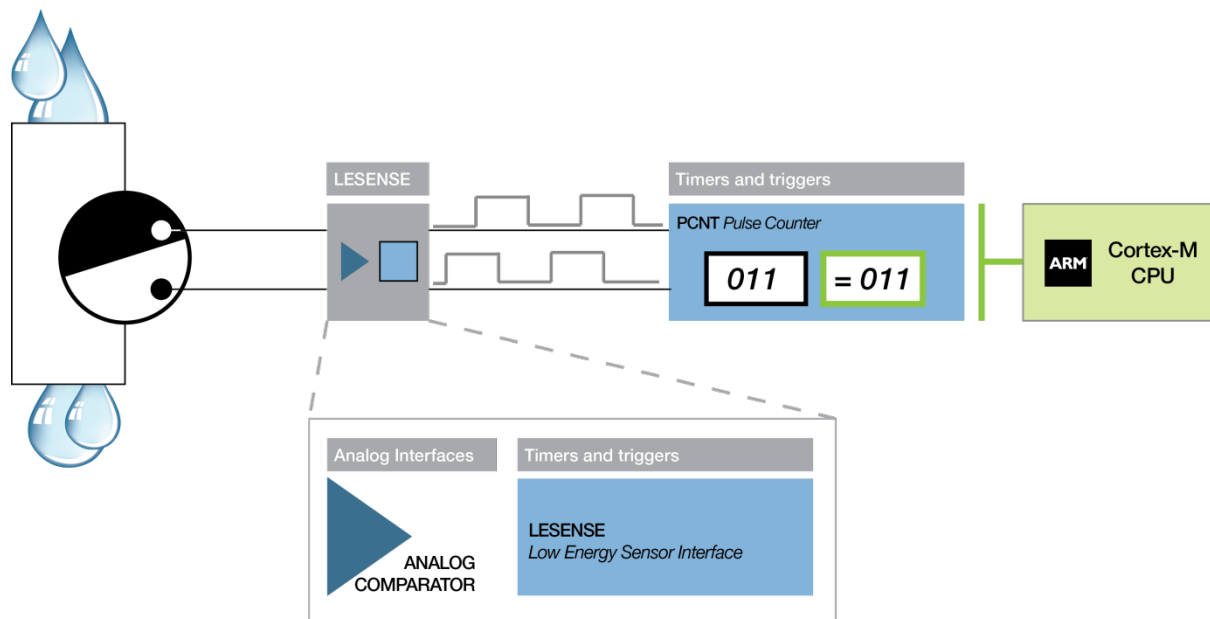 LESENSE
Timers and triggers
PCNT Pulse Counter
011
= 011
ARM
Cortex-M
CPU
Analog Interfaces
Timers and triggers
LESENSE
Low Energy Sensor Interface
ANALOG
COMPARATOR